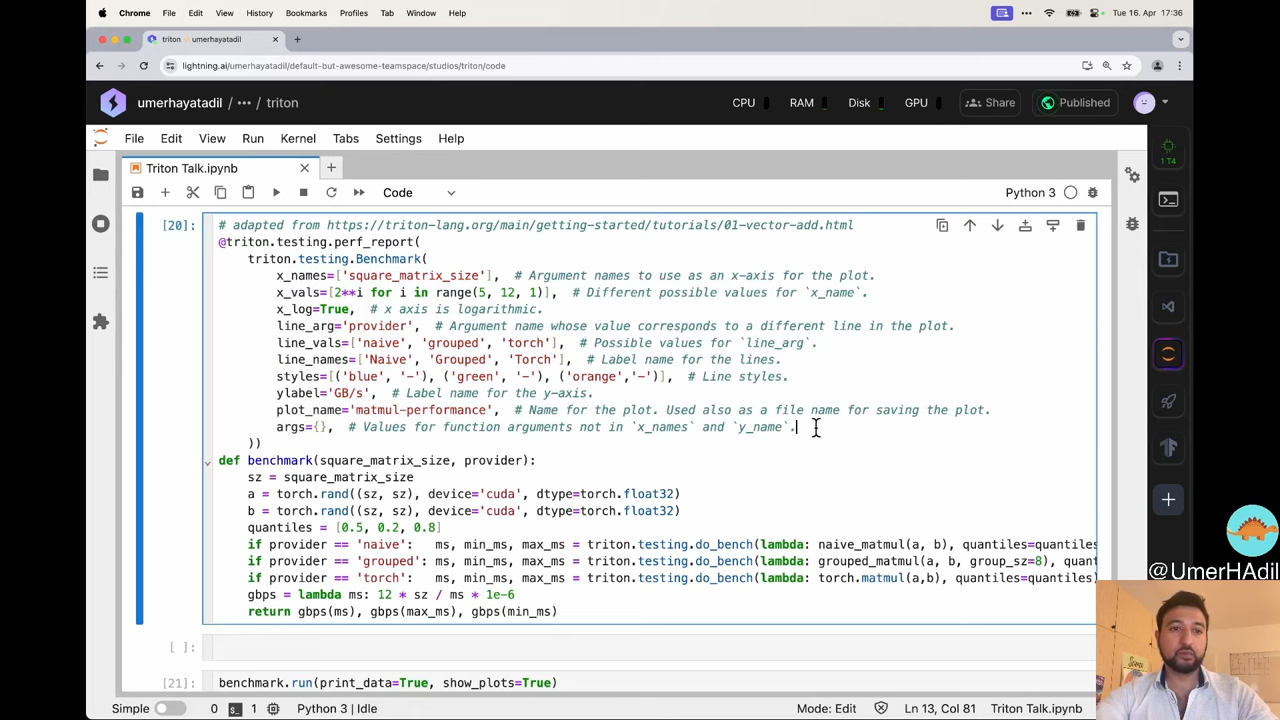 Chrome File Edit View History Bookmarks Profiles Tab Window Help Tue 16. Apr 17:36
triton umerhayatadil
lightning.ai/umerhayatadil/default-but-awesome-teamspace/studios/triton/code
umerhayatadil / ··· / triton CPU RAM Disk GPU Share Published
File Edit View Run Kernel Tabs Settings Help
1 T4
Triton Talk.ipynb
Code Python 3
[20]: # adapted from https://triton-lang.org/main/getting-started/tutorials/01-vector-add.html
@triton.testing.perf_report(
triton.testing.Benchmark(
x_names=['square_matrix_size'], # Argument names to use as an x-axis for the plot.
x_vals=[2**i for i in range(5, 12, 1)], # Different possible values for `x_name`.
x_log=True, # x axis is logarithmic.
line_arg='provider', # Argument name whose value corresponds to a different line in the plot.
line_vals=['naive', 'grouped', 'torch'], # Possible values for `line_arg`.
line_names=['Naive', 'Grouped', 'Torch'], # Label name for the lines.
styles=[('blue', '-'), ('green', '-'), ('orange','-')], # Line styles.
ylabel='GB/s', # Label name for the y-axis.
plot_name='matmul-performance', # Name for the plot. Used also as a file name for saving the plot.
args={}, # Values for function arguments not in `x_names` and `y_name`.
))
def benchmark(square_matrix_size, provider):
sz = square_matrix_size
a = torch.rand((sz, sz), device='cuda', dtype=torch.float32)
b = torch.rand((sz, sz), device='cuda', dtype=torch.float32)
quantiles = [0.5, 0.2, 0.8]
if provider == 'naive': ms, min_ms, max_ms = triton.testing.do_bench(lambda: naive_matmul(a, b), quantiles=quantiles
if provider == 'grouped': ms, min_ms, max_ms = triton.testing.do_bench(lambda: grouped_matmul(a, b, group_sz=8), quan
if provider == 'torch': ms, min_ms, max_ms = triton.testing.do_bench(lambda: torch.matmul(a,b), quantiles=quantiles)
gbps = lambda ms: 12 * sz / ms * 1e-6
return gbps(ms), gbps(max_ms), gbps(min_ms)
@UmerHAdil
[ ]:
[21]: benchmark.run(print_data=True, show_plots=True)
Simple 0 1 Python 3 | Idle Mode: Edit Ln 13, Col 81 Triton Talk.ipynb